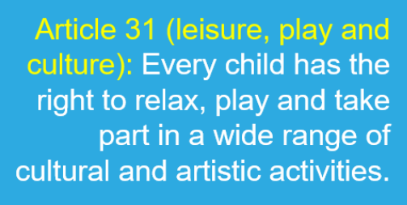 Article 31 (leisure, play and
culture): Every child has the
right to relax, play and take
part in a wide range of
cultural and artistic activities.